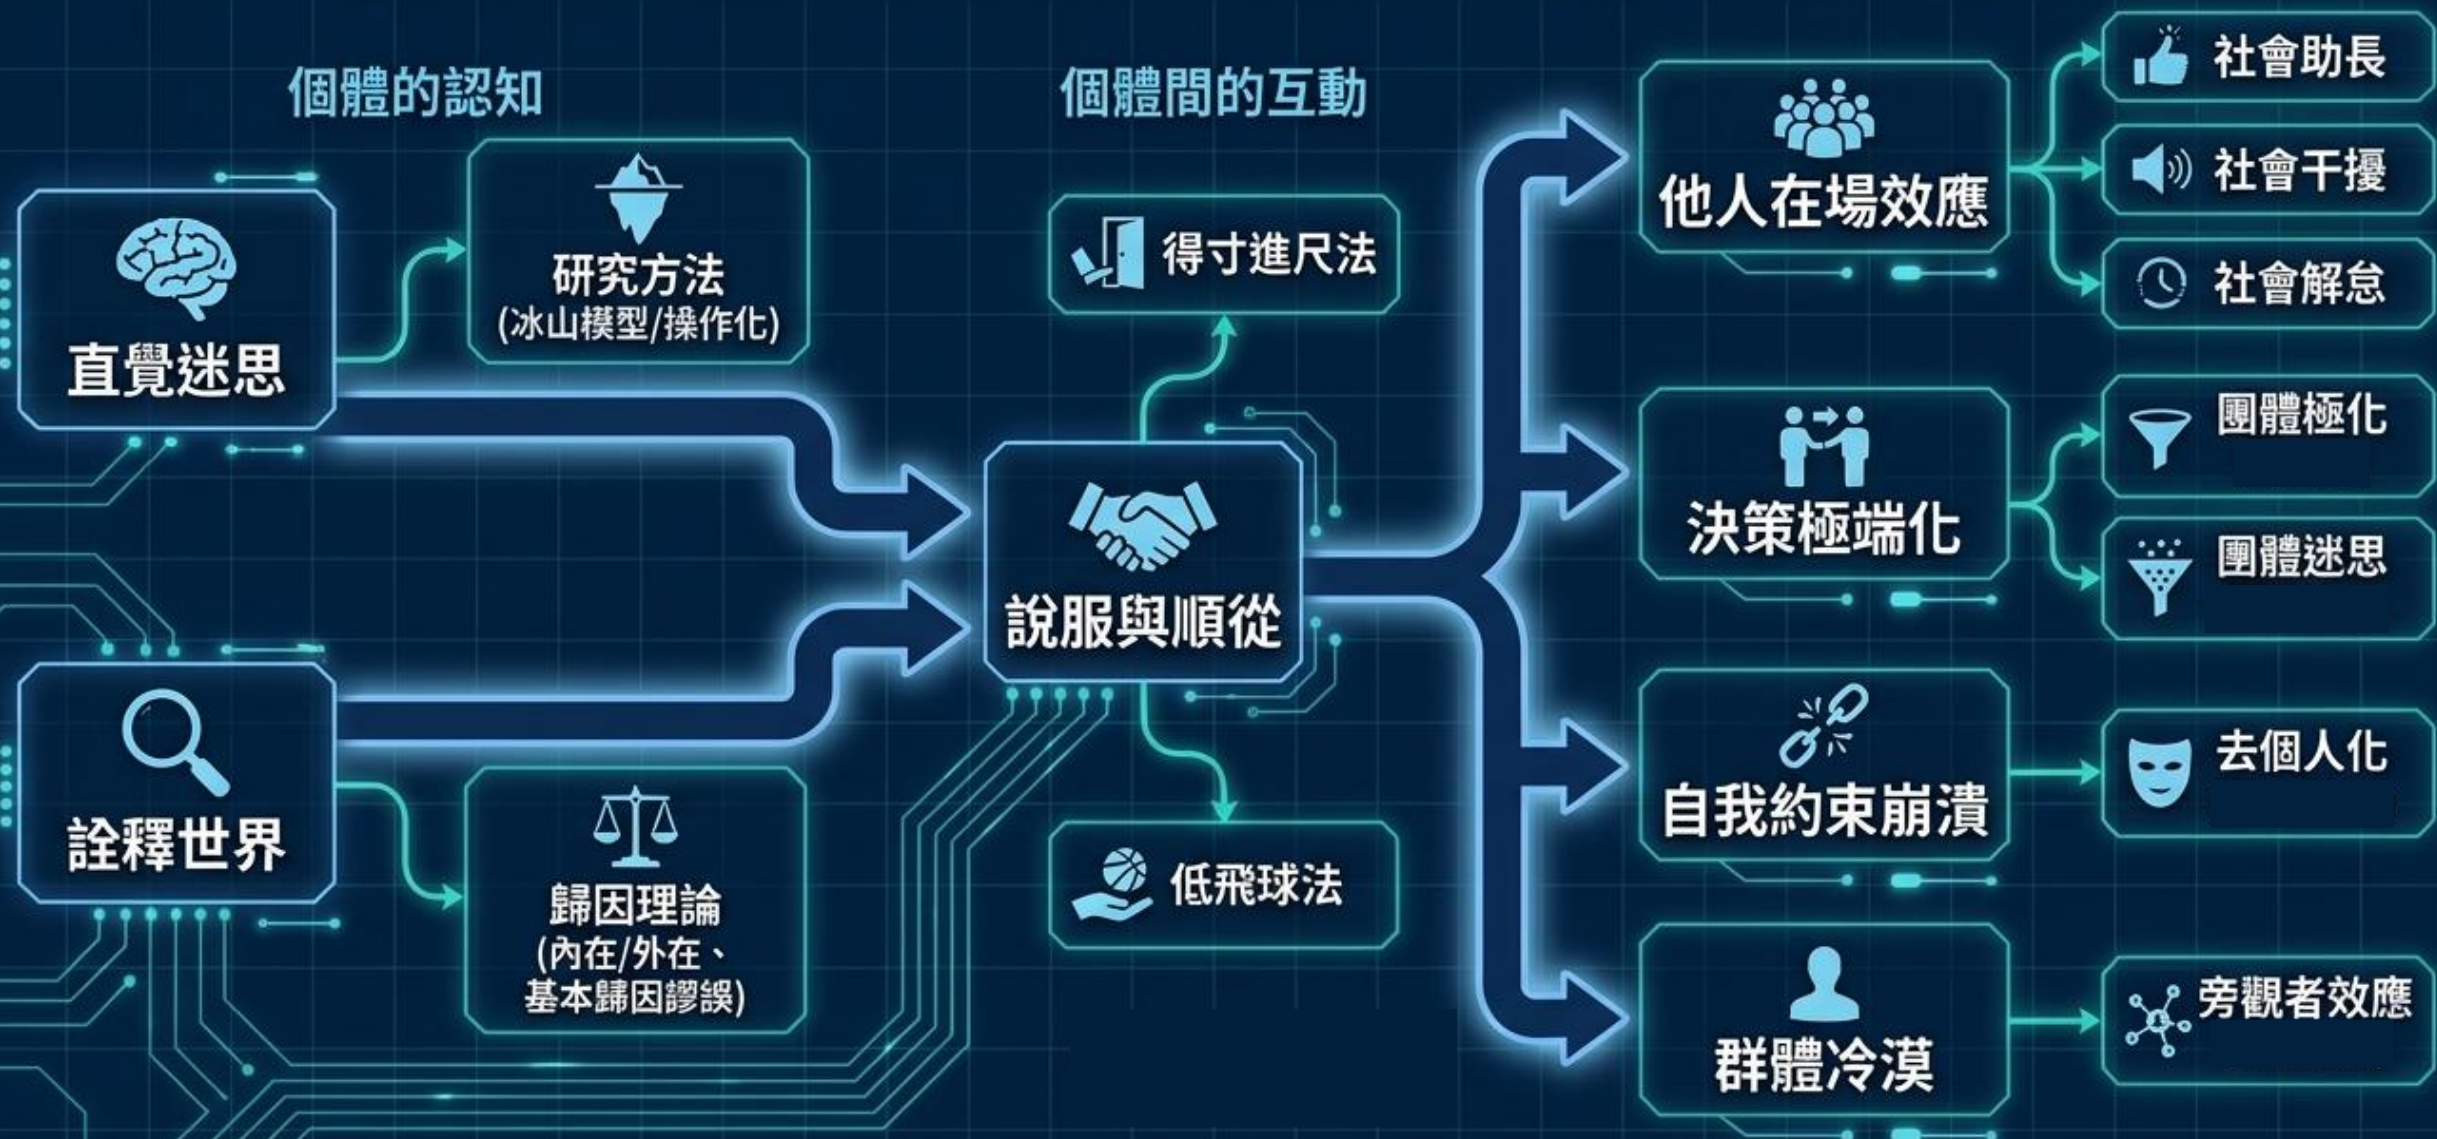 個體的認知
直覺迷思
研究方法
(冰山模型/操作化)
詮釋世界
歸因理論
(內在/外在、
基本歸因謬誤)
個體間的互動
得寸進尺法
說服與順從
低飛球法
他人在場效應
社會助長
社會干擾
社會解怠
決策極端化
團體極化
團體迷思
自我約束崩潰
去個人化
群體冷漠
旁觀者效應